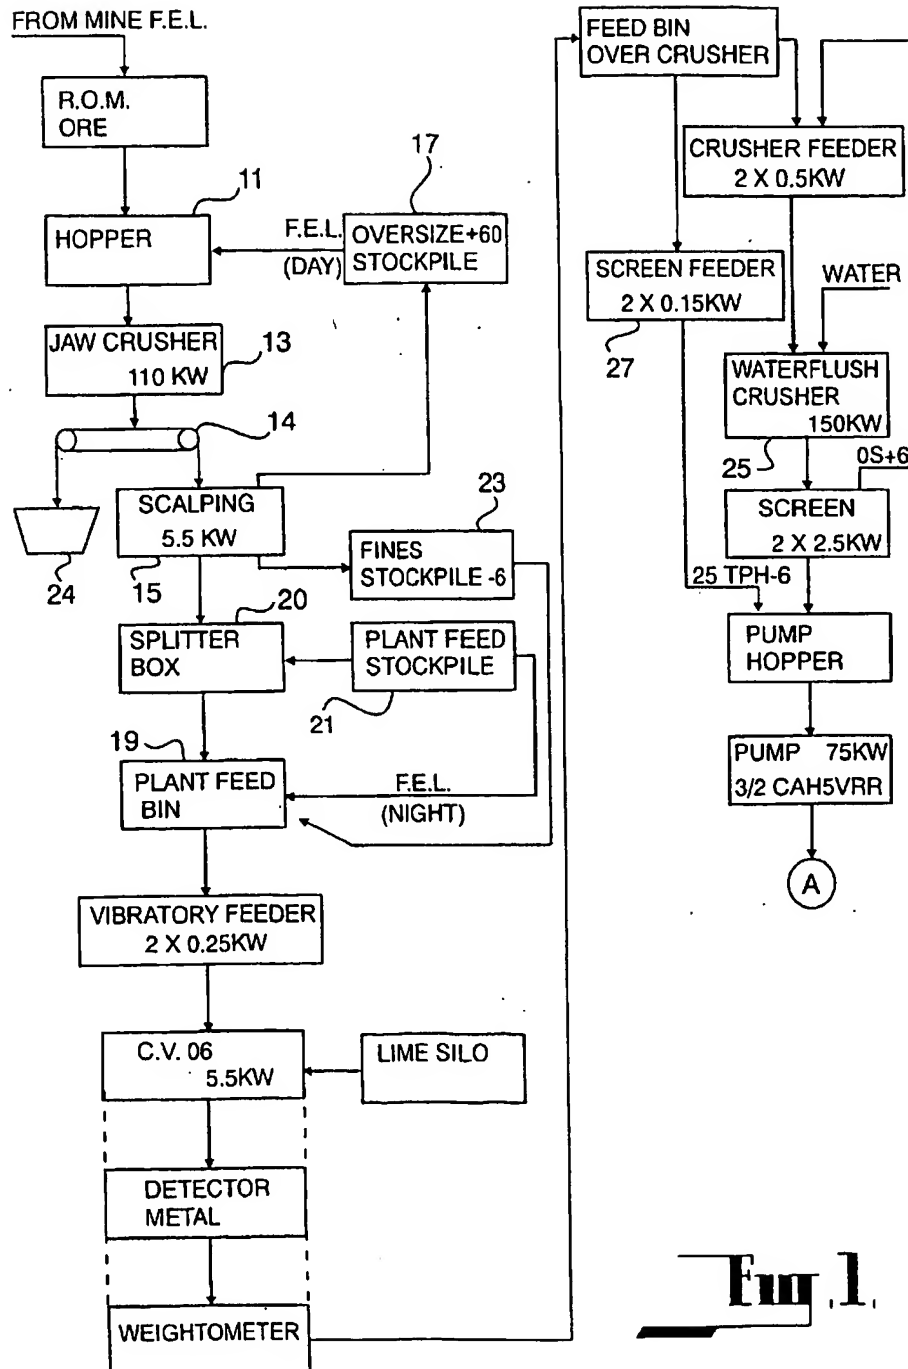 FROM MINE F.E.L.
R.O.M.
ORE
11
HOPPER
17
F.E.L.
(DAY)
OVERSIZE+60
STOCKPILE
JAW CRUSHER
110 KW
13
14
24
SCALPING
5.5 KW
15
23
FINES
STOCKPILE -6
20
SPLITTER
BOX
PLANT FEED
STOCKPILE
21
19
PLANT FEED
BIN
F.E.L.
(NIGHT)
VIBRATORY FEEDER
2 X 0.25KW
C.V. 06
5.5KW
LIME SILO
DETECTOR
METAL
WEIGHTOMETER
FEED BIN
OVER CRUSHER
CRUSHER FEEDER
2 X 0.5KW
SCREEN FEEDER
2 X 0.15KW
27
WATER
WATERFLUSH
CRUSHER
150KW
25
OS+6
SCREEN
2 X 2.5KW
25 TPH-6
PUMP
HOPPER
PUMP 75KW
3/2 CAH5VRR
A
Fig.1.